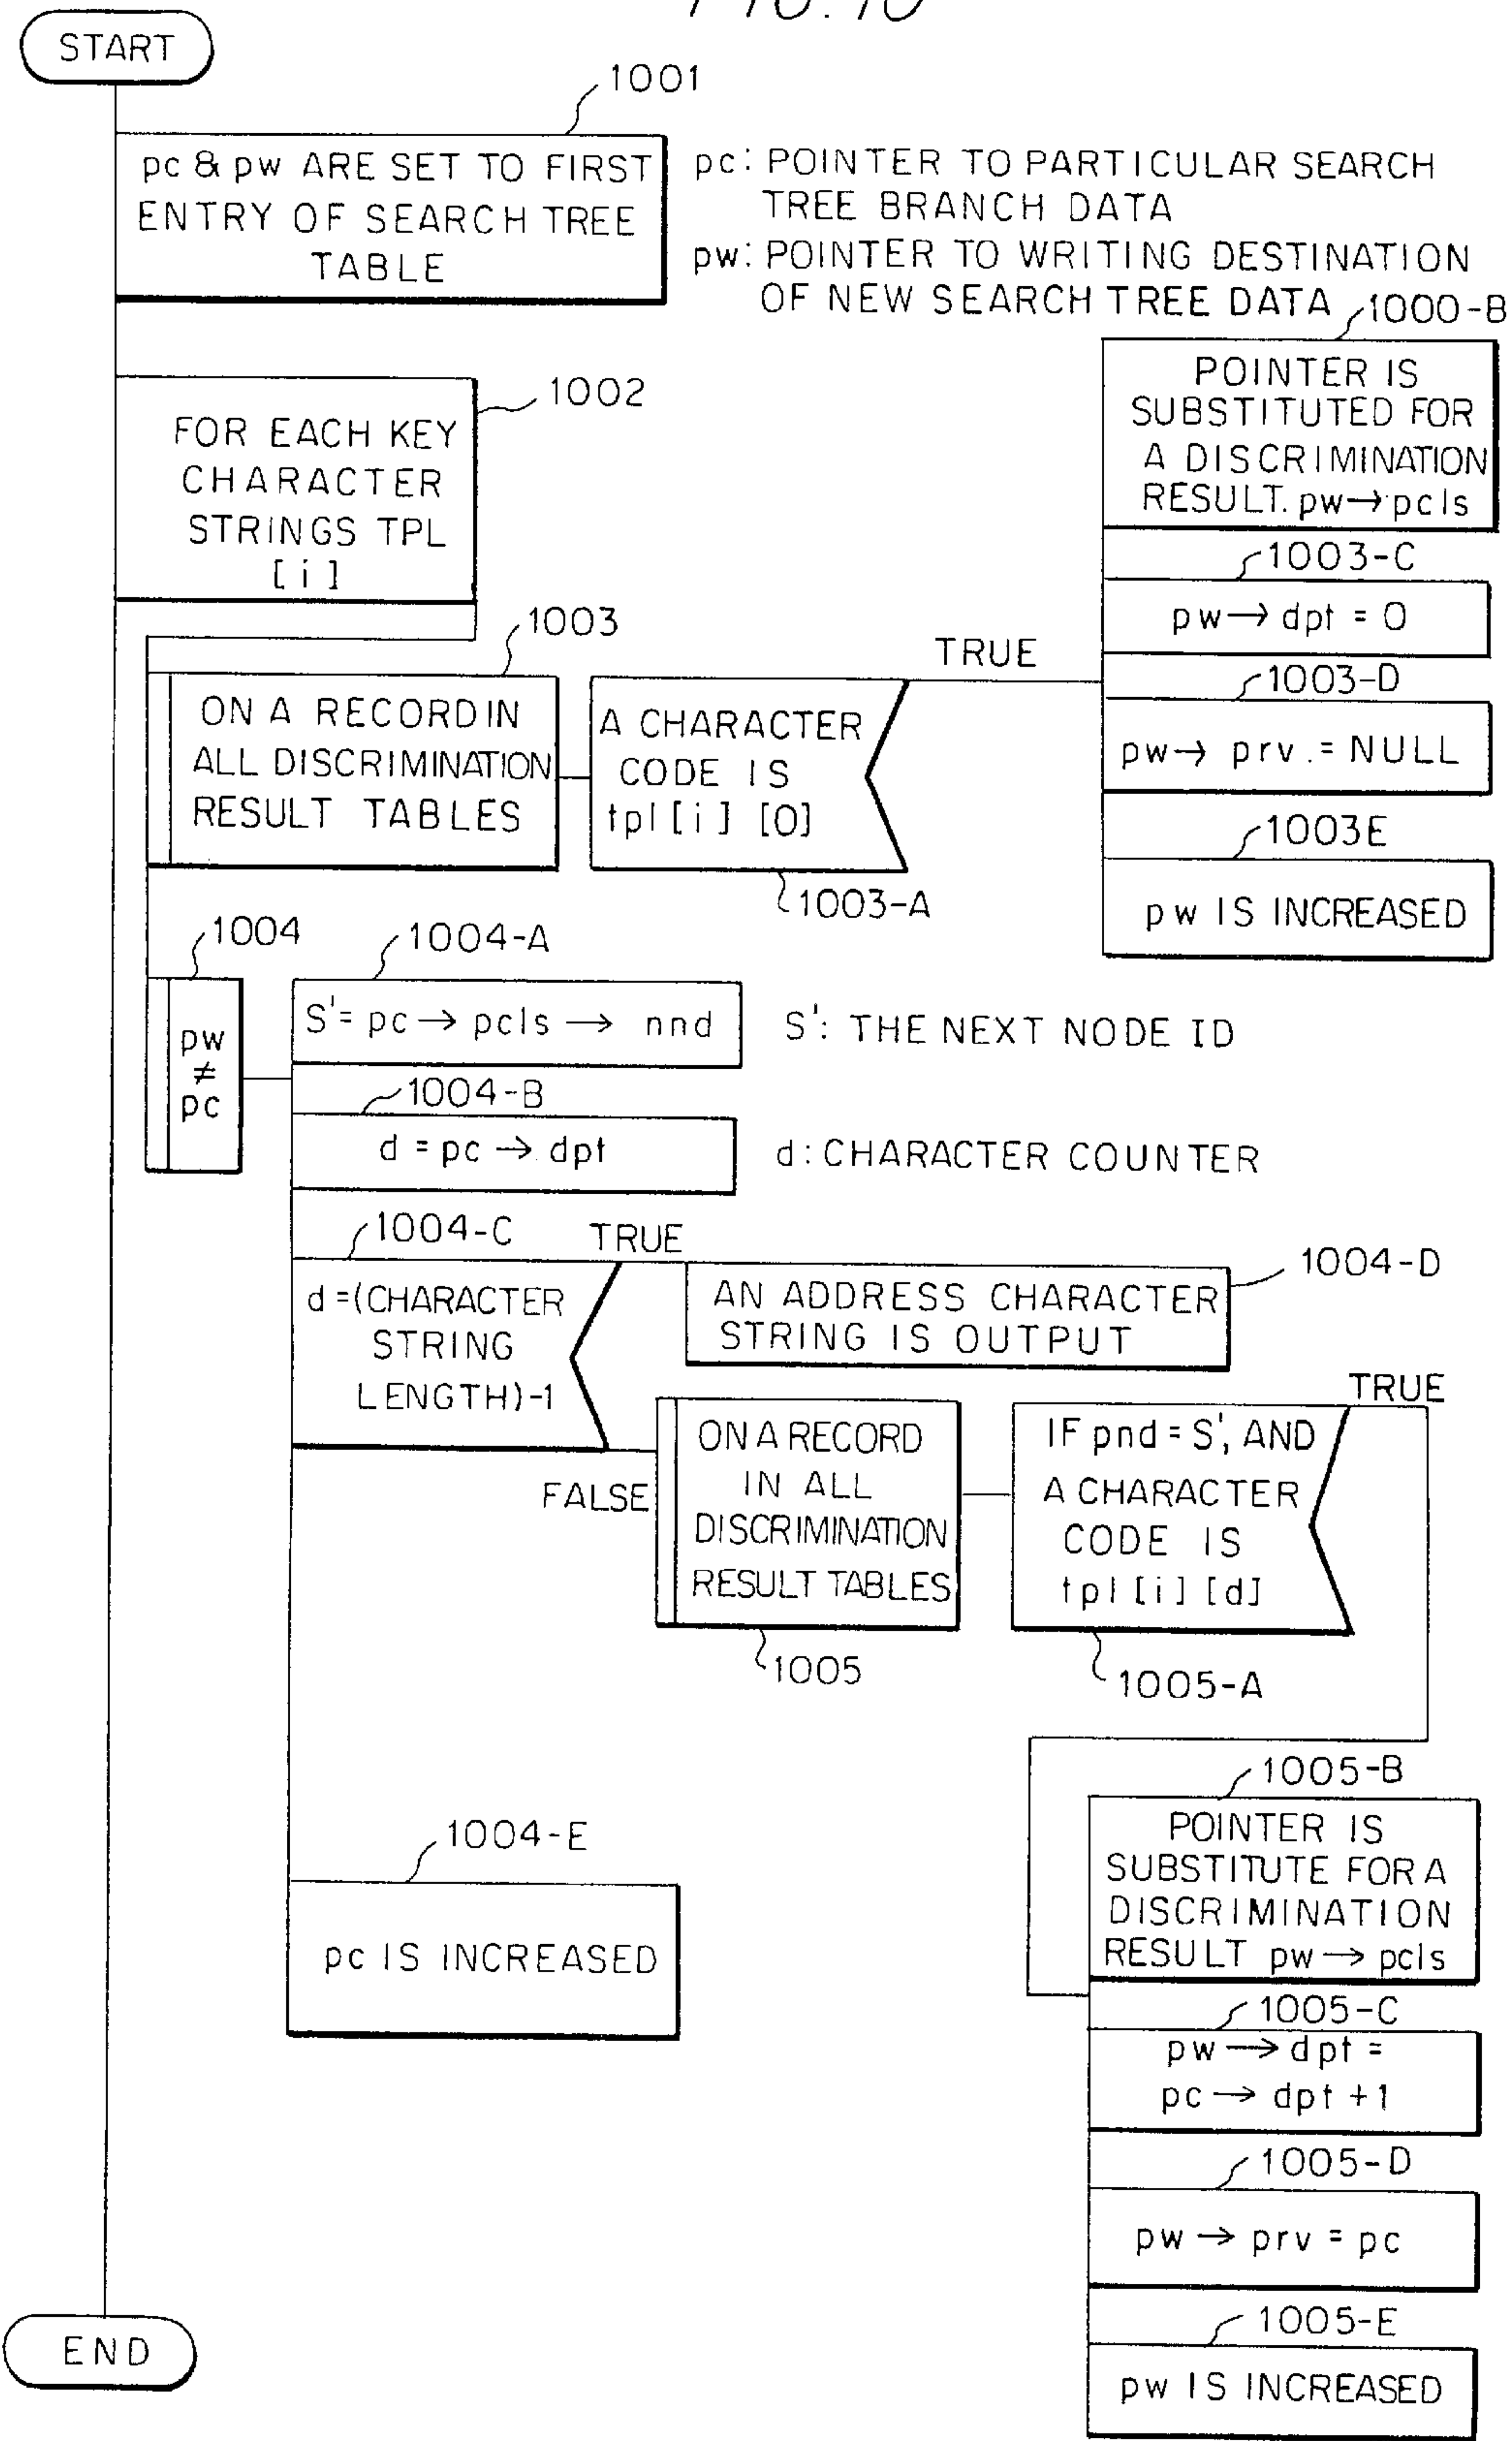 FIG. 10
START
1001
pc & pw ARE SET TO FIRST
ENTRY OF SEARCH TREE
TABLE
pc: POINTER TO PARTICULAR SEARCH
TREE BRANCH DATA
pw: POINTER TO WRITING DESTINATION
OF NEW SEARCH TREE DATA
1000-B
POINTER IS
SUBSTITUTED FOR
A DISCRIMINATION
RESULT. pw→pcls
1002
FOR EACH KEY
CHARACTER
STRINGS TPL
[i]
1003-C
pw→ dpt = 0
1003
TRUE
1003-D
ON A RECORD IN
ALL DISCRIMINATION
RESULT TABLES
A CHARACTER
CODE IS
tpl[i] [0]
pw→ prv. = NULL
1003E
1003-A
pw IS INCREASED
1004
1004-A
pw
≠
pc
S'= pc → pcls → nnd
S': THE NEXT NODE ID
1004-B
d = pc → dpt
d: CHARACTER COUNTER
1004-C
TRUE
1004-D
d =(CHARACTER
STRING
LENGTH)-1
AN ADDRESS CHARACTER
STRING IS OUTPUT
TRUE
FALSE
ON A RECORD
IN ALL
DISCRIMINATION
RESULT TABLES
IF pnd = S', AND
A CHARACTER
CODE IS
tpl [i] [d]
1005
1005-A
1005-B
POINTER IS
SUBSTITUTE FOR A
DISCRIMINATION
RESULT pw → pcls
1004-E
pc IS INCREASED
1005-C
pw → dpt =
pc → dpt +1
1005-D
pw → prv = pc
1005-E
pw IS INCREASED
END